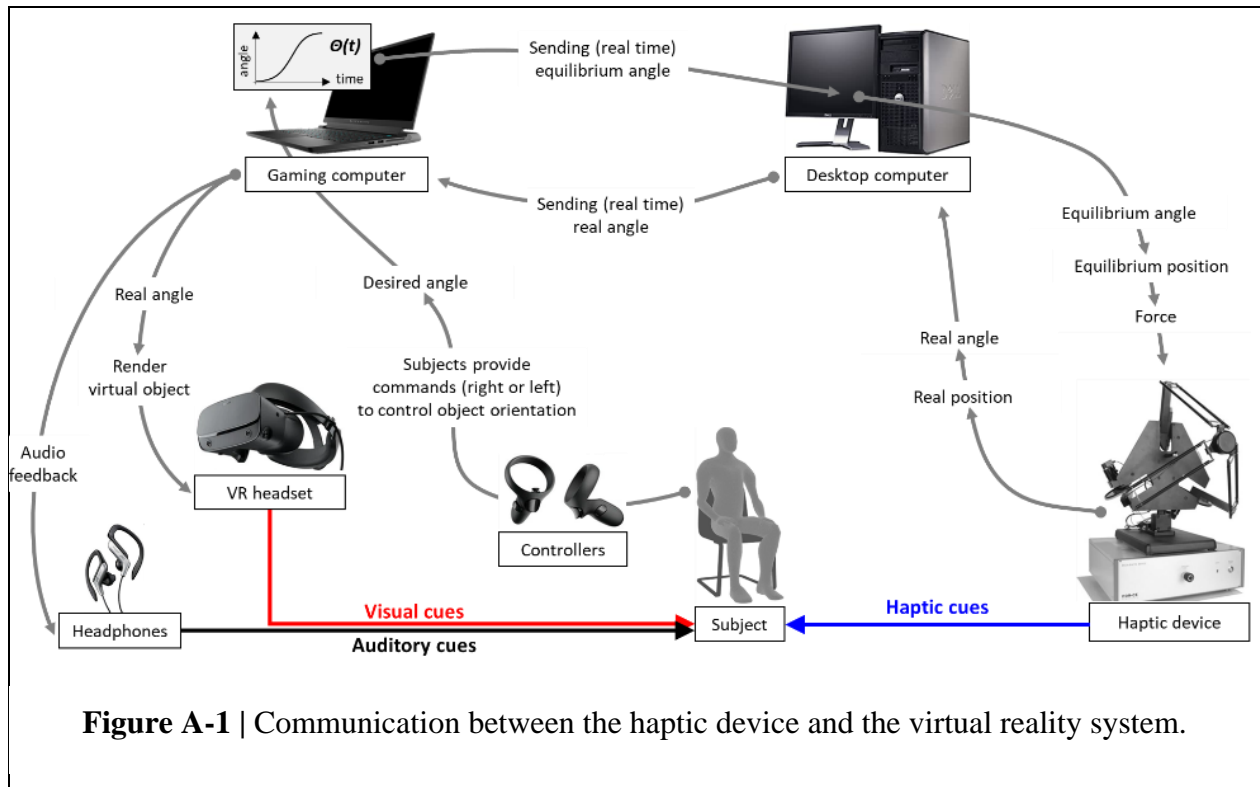 Θ(t)
angle
time
Sending (real time)
equilibrium angle
Gaming computer
Desktop computer
Sending (real time)
real angle
Equilibrium angle
Equilibrium position
Force
Real angle
Desired angle
Render
virtual object
Subjects provide
commands (right or left)
to control object orientation
Real angle
Real position
Audio
feedback
VR headset
Controllers
Headphones
Visual cues
Auditory cues
Subject
Haptic cues
Haptic device
Figure A-1 | Communication between the haptic device and the virtual reality system.